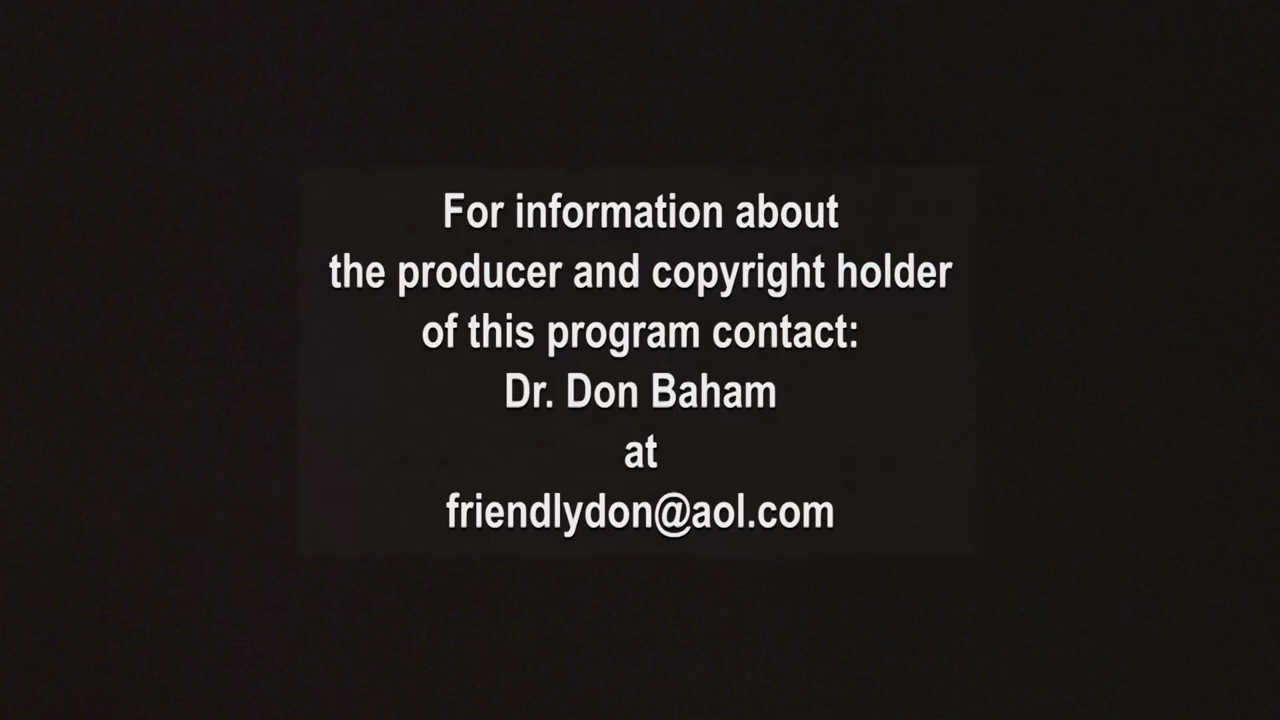 For information about
the producer and copyright holder
of this program contact:
Dr. Don Baham
at
friendlydon@aol.com